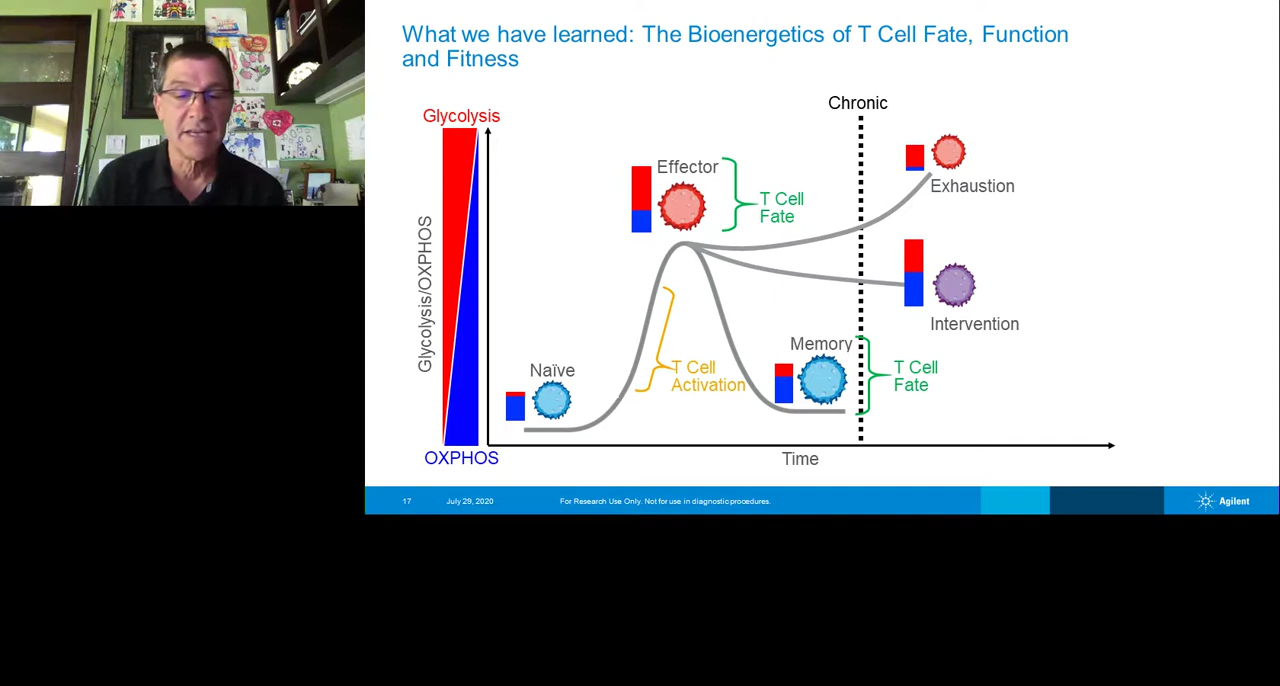 What we have learned: The Bioenergetics of T Cell Fate, Function
and Fitness
Chronic
Glycolysis
Effector
T Cell
Fate
Exhaustion
Glycolysis/OXPHOS
Intervention
Memory
Naïve
T Cell
Activation
T Cell
Fate
OXPHOS
Time
17
July 29, 2020
For Research Use Only. Not for use in diagnostic procedures.
Agilent